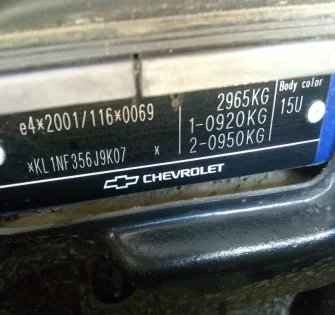 Body color
2965KG
15U
e4*2001/116*0069
1-0920KG
2-0950KG
*KL1NF356J9K07 *
CHEVROLET